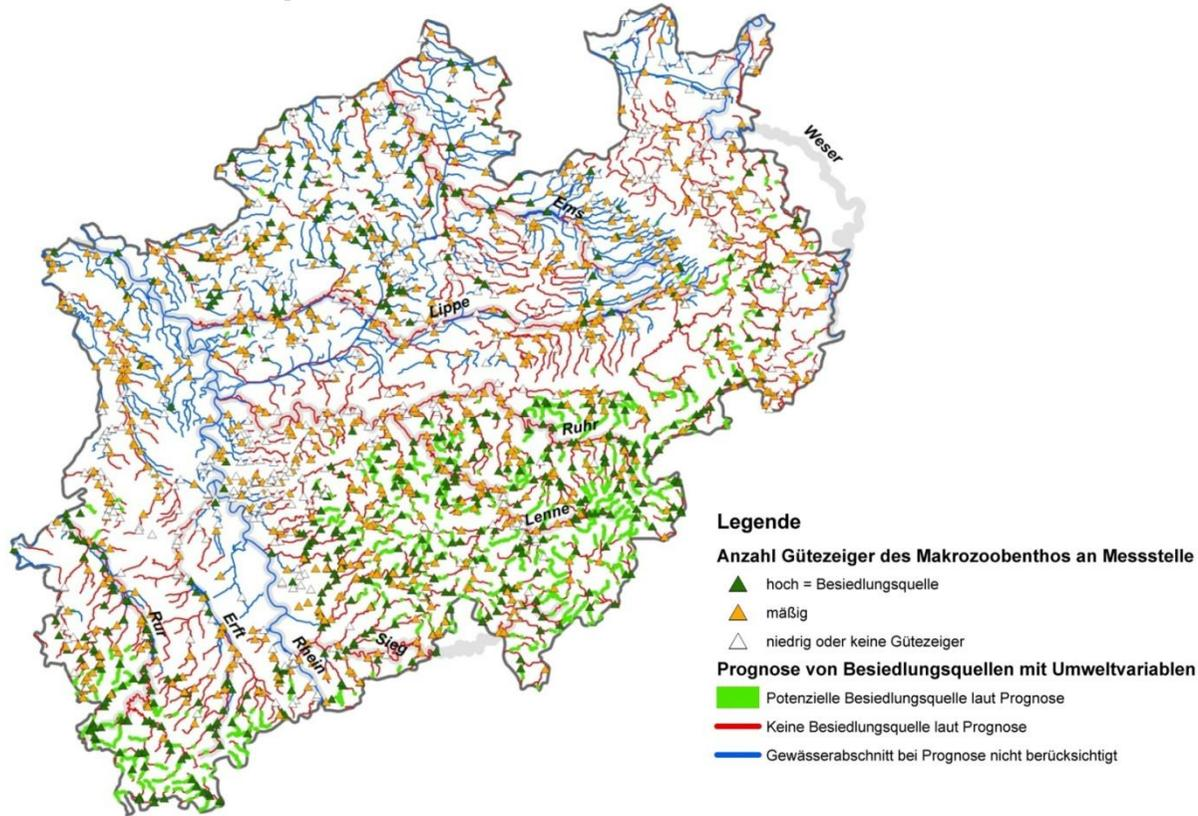 Weser
Ems
Lippe
Ruhr
Lenne
Rur
Erft
Rhein
Sieg
Legende
Anzahl Gütezeiger des Makrozoobenthos an Messstelle
hoch = Besiedlungsquelle
mäßig
niedrig oder keine Gütezeiger
Prognose von Besiedlungsquellen mit Umweltvariablen
Potenzielle Besiedlungsquelle laut Prognose
Keine Besiedlungsquelle laut Prognose
Gewässerabschnitt bei Prognose nicht berücksichtigt